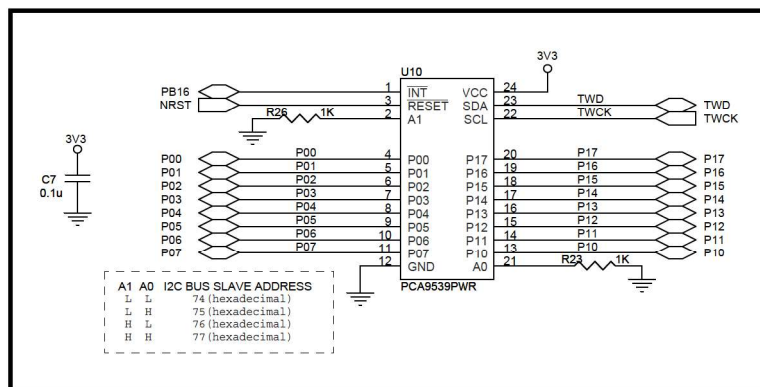 3V3
U10
PB16 1 INT VCC 24
NRST 3 RESET SDA 23 TWD TWD
R26 1K 2 A1 SCL 22 TWCK TWCK
3V3
C7
0.1u
P00 P00 4 P00 P17 20 P17 P17
P01 P01 5 P01 P16 19 P16 P16
P02 P02 6 P02 P15 18 P15 P15
P03 P03 7 P03 P14 17 P14 P14
P04 P04 8 P04 P13 16 P13 P13
P05 P05 9 P05 P12 15 P12 P12
P06 P06 10 P06 P11 14 P11 P11
P07 P07 11 P07 P10 13 P10 P10
12 GND A0 21 R23 1K
PCA9539PWR
A1 A0 I2C BUS SLAVE ADDRESS
L L 74(hexadecimal)
L H 75(hexadecimal)
H L 76(hexadecimal)
H H 77(hexadecimal)